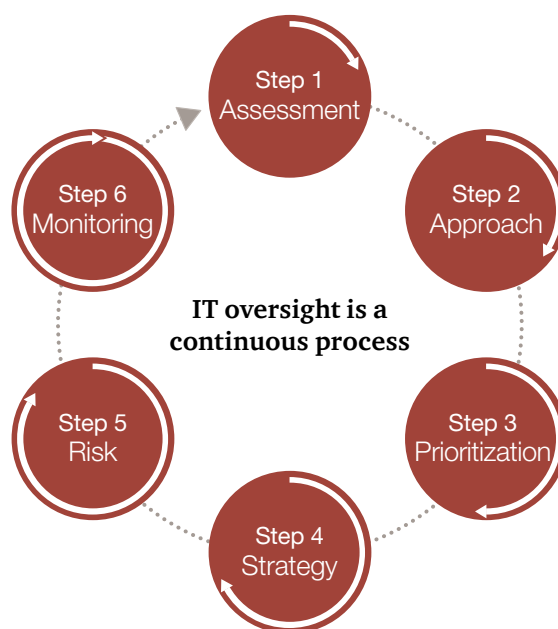 Step 1
Assessment
Step 2
Approach
Step 3
Prioritization
Step 4
Strategy
Step 5
Risk
Step 6
Monitoring
IT oversight is a
continuous process